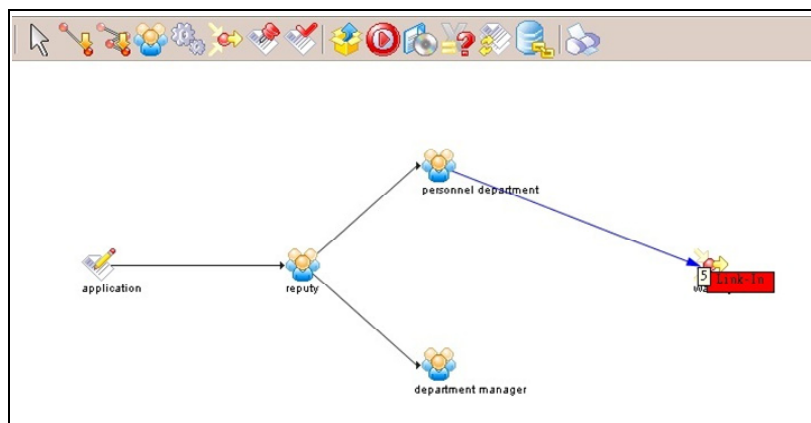 personnel department
application
reputy
5
Link-In
department manager